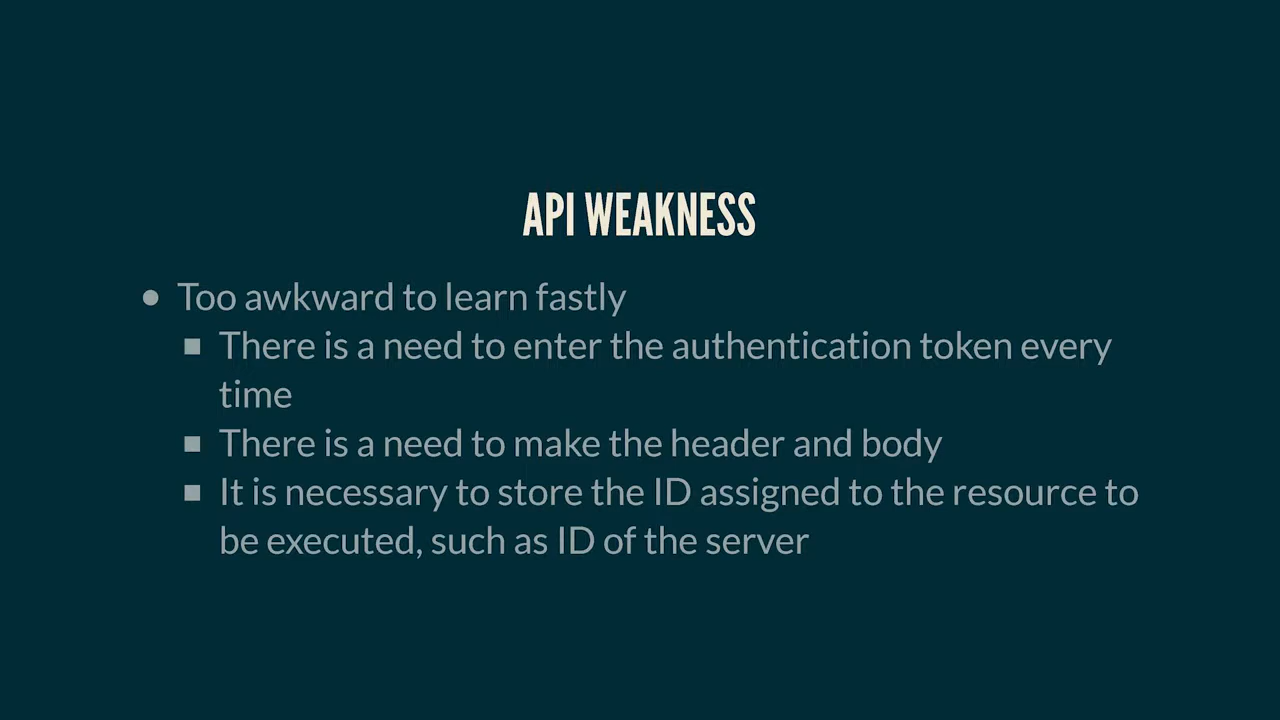 API WEAKNESS
Too awkward to learn fastly
There is a need to enter the authentication token every
time
There is a need to make the header and body
It is necessary to store the ID assigned to the resource to
be executed, such as ID of the server